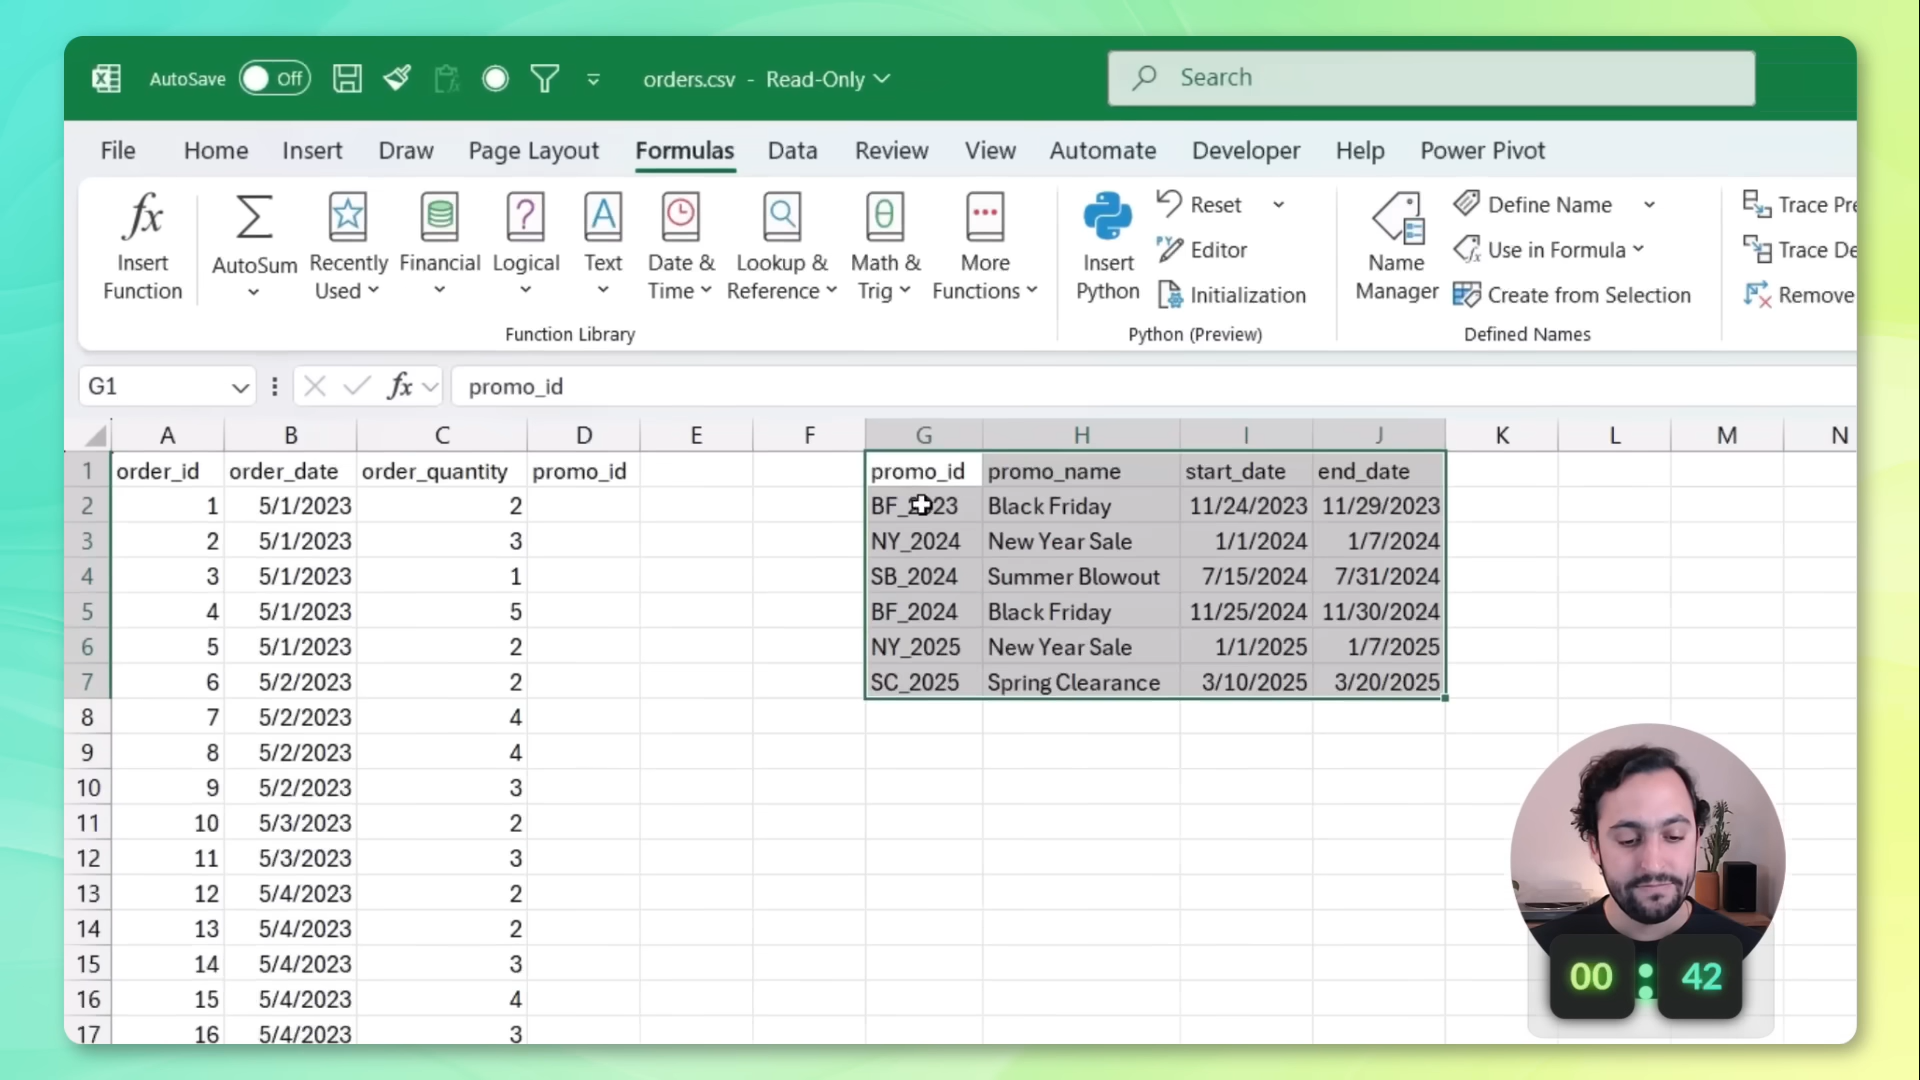 AutoSave Off orders.csv - Read-Only Search
File Home Insert Draw Page Layout Formulas Data Review View Automate Developer Help Power Pivot
fx Insert Function
AutoSum
Recently Used
Financial
Logical
Text
Date & Time
Lookup & Reference
Math & Trig
More Functions
Function Library
Insert Python
Reset
Editor
Initialization
Python (Preview)
Name Manager
Define Name
Use in Formula
Create from Selection
Defined Names
Trace Pre
Trace De
Remove
G1 fx promo_id
A B C D E F G H I J K L M N
1 order_id order_date order_quantity promo_id promo_id promo_name start_date end_date
2 1 5/1/2023 2 BF_2023 Black Friday 11/24/2023 11/29/2023
3 2 5/1/2023 3 NY_2024 New Year Sale 1/1/2024 1/7/2024
4 3 5/1/2023 1 SB_2024 Summer Blowout 7/15/2024 7/31/2024
5 4 5/1/2023 5 BF_2024 Black Friday 11/25/2024 11/30/2024
6 5 5/1/2023 2 NY_2025 New Year Sale 1/1/2025 1/7/2025
7 6 5/2/2023 2 SC_2025 Spring Clearance 3/10/2025 3/20/2025
8 7 5/2/2023 4
9 8 5/2/2023 4
10 9 5/2/2023 3
11 10 5/3/2023 2
12 11 5/3/2023 3
13 12 5/4/2023 2
14 13 5/4/2023 2
15 14 5/4/2023 3
16 15 5/4/2023 4
17 16 5/4/2023 3
00 : 42